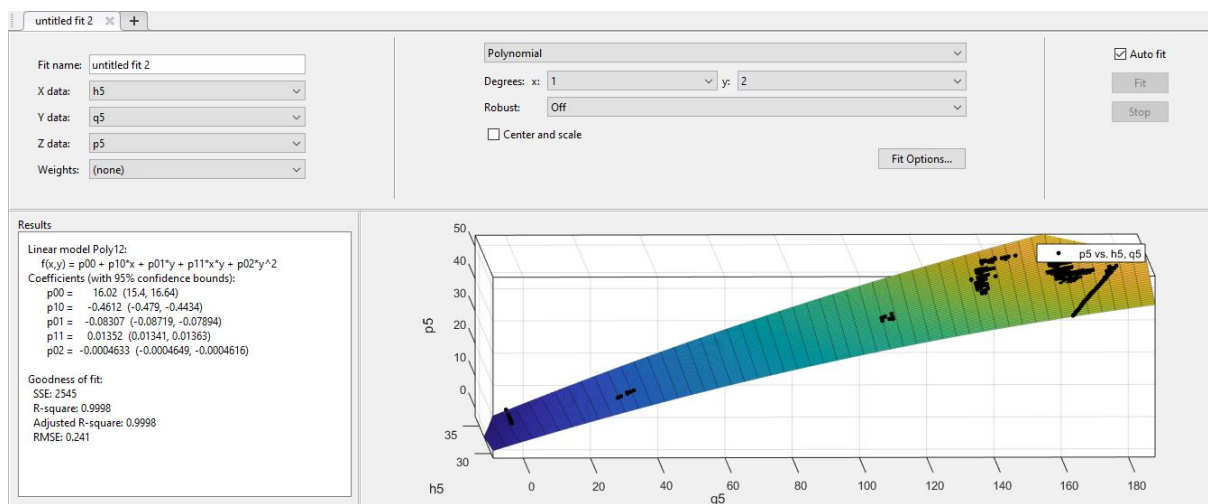 untitled fit 2
Fit name: untitled fit 2
X data: h5
Y data: q5
Z data: p5
Weights: (none)
Polynomial
Degrees: x: 1 y: 2
Robust: Off
Center and scale
Fit Options...
Auto fit
Fit
Stop
Results
Linear model Poly12:
f(x,y) = p00 + p10*x + p01*y + p11*x*y + p02*y^2
Coefficients (with 95% confidence bounds):
p00 = 16.02 (15.4, 16.64)
p10 = -0.4612 (-0.479, -0.4434)
p01 = -0.08307 (-0.08719, -0.07894)
p11 = 0.01352 (0.01341, 0.01363)
p02 = -0.0004633 (-0.0004649, -0.0004616)
Goodness of fit:
SSE: 2545
R-square: 0.9998
Adjusted R-square: 0.9998
RMSE: 0.241
p5 vs. h5, q5
50
40
30
20
10
0
p5
35
30
h5
0 20 40 60 80 100 120 140 160 180
q5